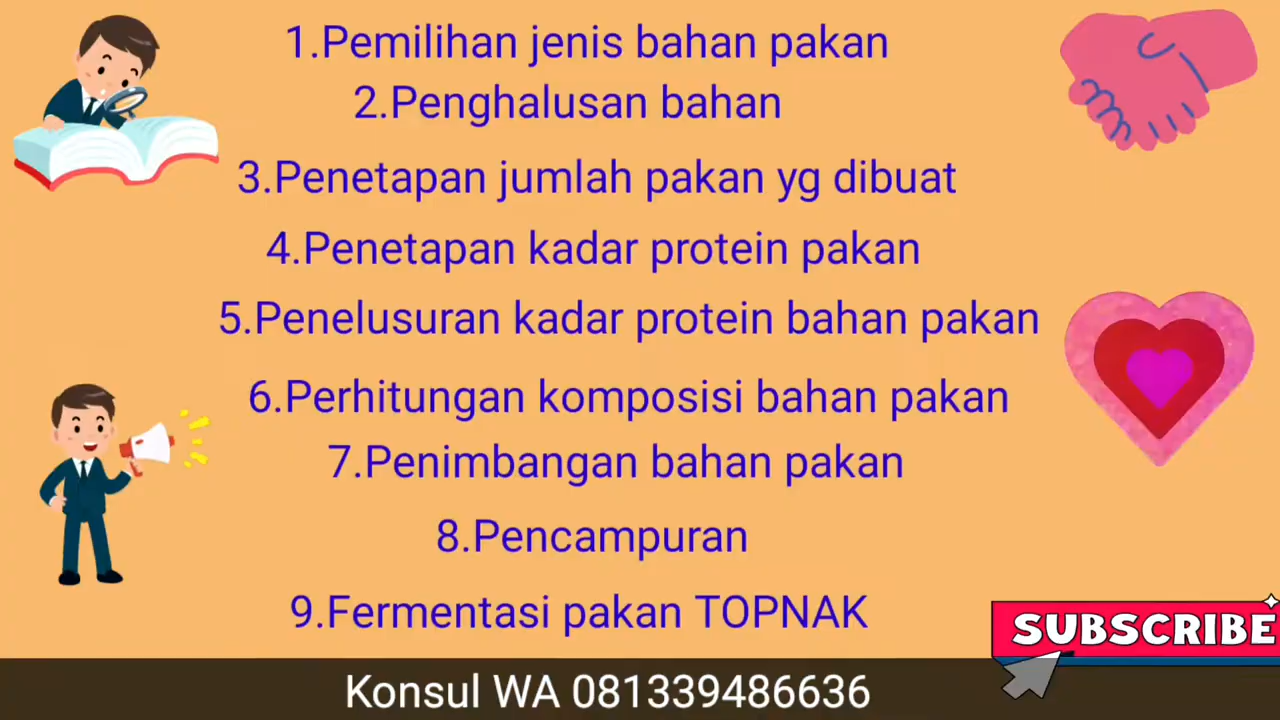 1.Pemilihan jenis bahan pakan
2.Penghalusan bahan
3.Penetapan jumlah pakan yg dibuat
4.Penetapan kadar protein pakan
5.Penelusuran kadar protein bahan pakan
6.Perhitungan komposisi bahan pakan
7.Penimbangan bahan pakan
8.Pencampuran
9.Fermentasi pakan TOPNAK
SUBSCRIBE
Konsul WA 081339486636